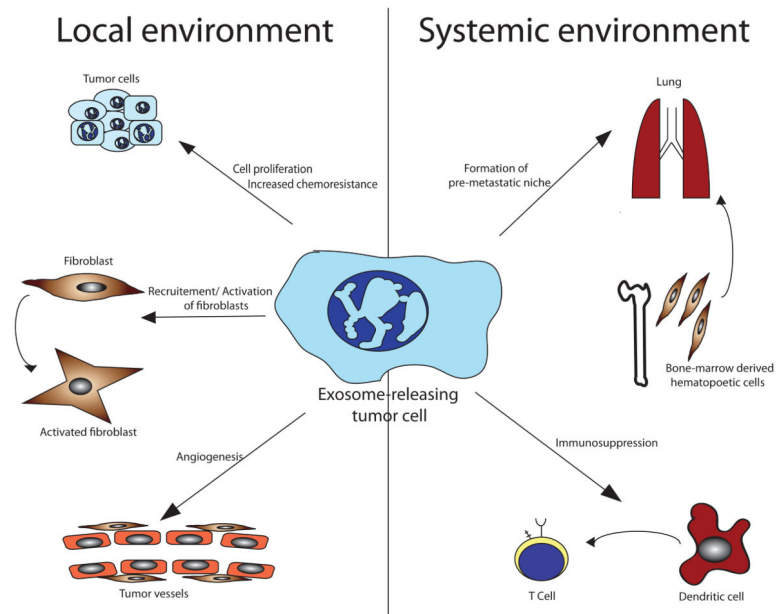 Local environment
Systemic environment
Tumor cells
Cell proliferation
Increased chemoresistance
Fibroblast
Recruitement/ Activation
of fibroblasts
Activated fibroblast
Angiogenesis
Tumor vessels
Exosome-releasing
tumor cell
Lung
Formation of
pre-metastatic niche
Bone-marrow derived
hematopoetic cells
Immunosuppression
T Cell
Dendritic cell